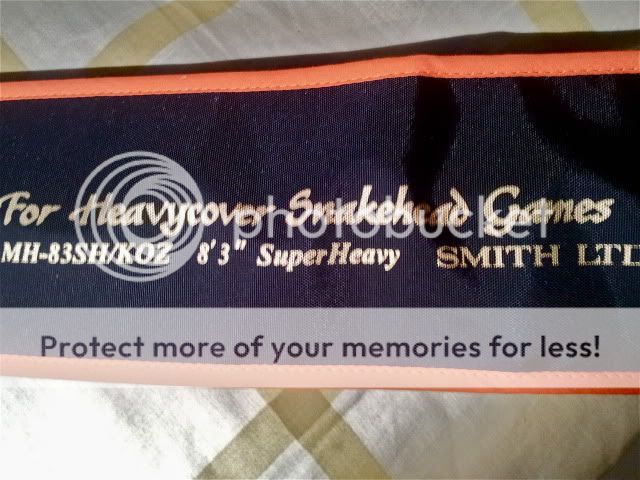 For Heavycover Snakehead Games
MH-83SH/KOZ 8'3" SuperHeavy SMITH LTD
photobucket
Protect more of your memories for less!